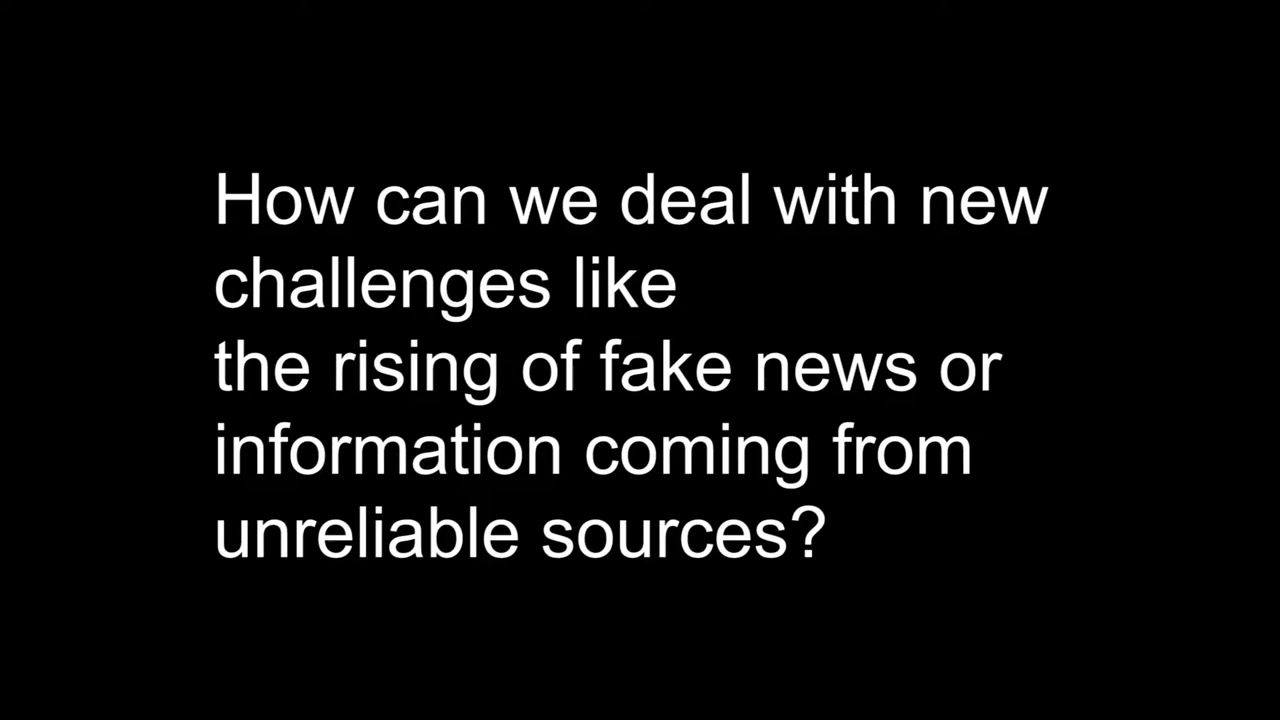 How can we deal with new
challenges like
the rising of fake news or
information coming from
unreliable sources?